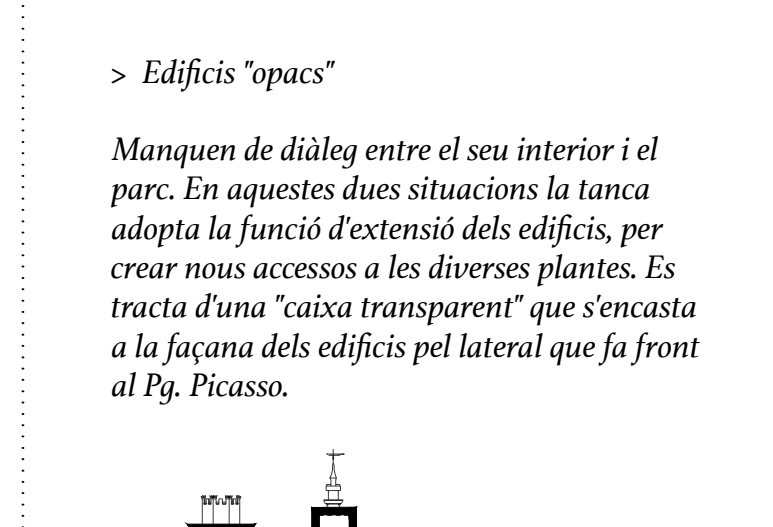 > Edificis "opacs"
Manquen de diàleg entre el seu interior i el
parc. En aquestes dues situacions la tanca
adopta la funció d'extensió dels edificis, per
crear nous accessos a les diverses plantes. Es
tracta d'una "caixa transparent" que s'encasta
a la façana dels edificis pel lateral que fa front
al Pg. Picasso.